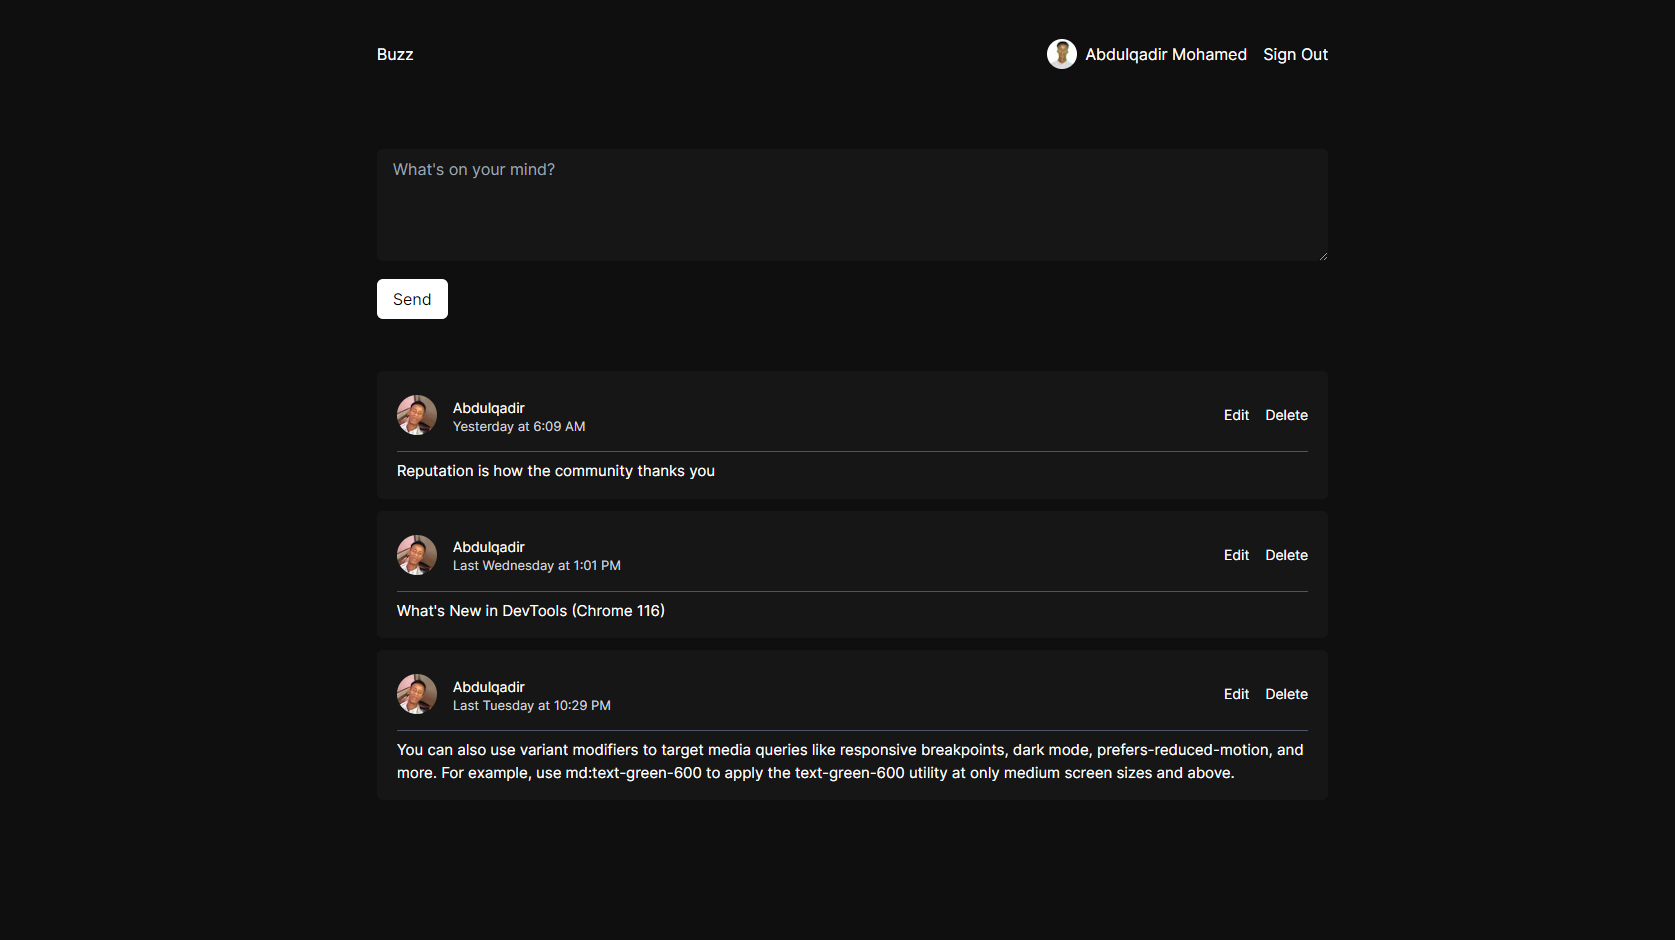 Buzz
Abdulqadir Mohamed
Sign Out
What's on your mind?
Send
Abdulqadir
Yesterday at 6:09 AM
Edit
Delete
Reputation is how the community thanks you
Abdulqadir
Last Wednesday at 1:01 PM
Edit
Delete
What's New in DevTools (Chrome 116)
Abdulqadir
Last Tuesday at 10:29 PM
Edit
Delete
You can also use variant modifiers to target media queries like responsive breakpoints, dark mode, prefers-reduced-motion, and
more. For example, use md:text-green-600 to apply the text-green-600 utility at only medium screen sizes and above.